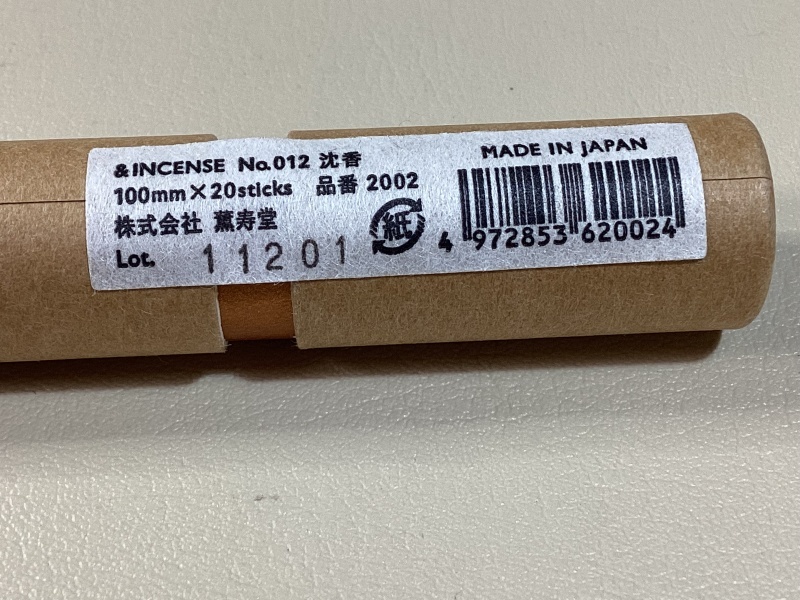 &INCENSE No.012 沈香
100mm×20sticks 品番 2002
株式会社 薫寿堂
Lot. 11201
紙
MADE IN JAPAN
4 972853 620024